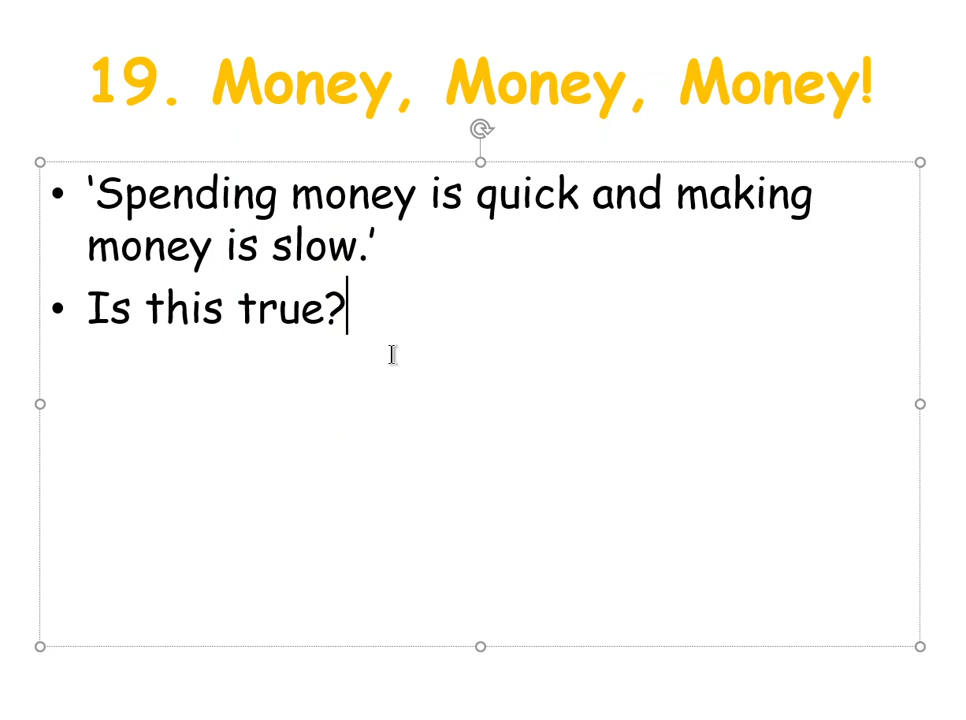 19. Money, Money, Money!
• ‘Spending money is quick and making
money is slow.’
• Is this true?